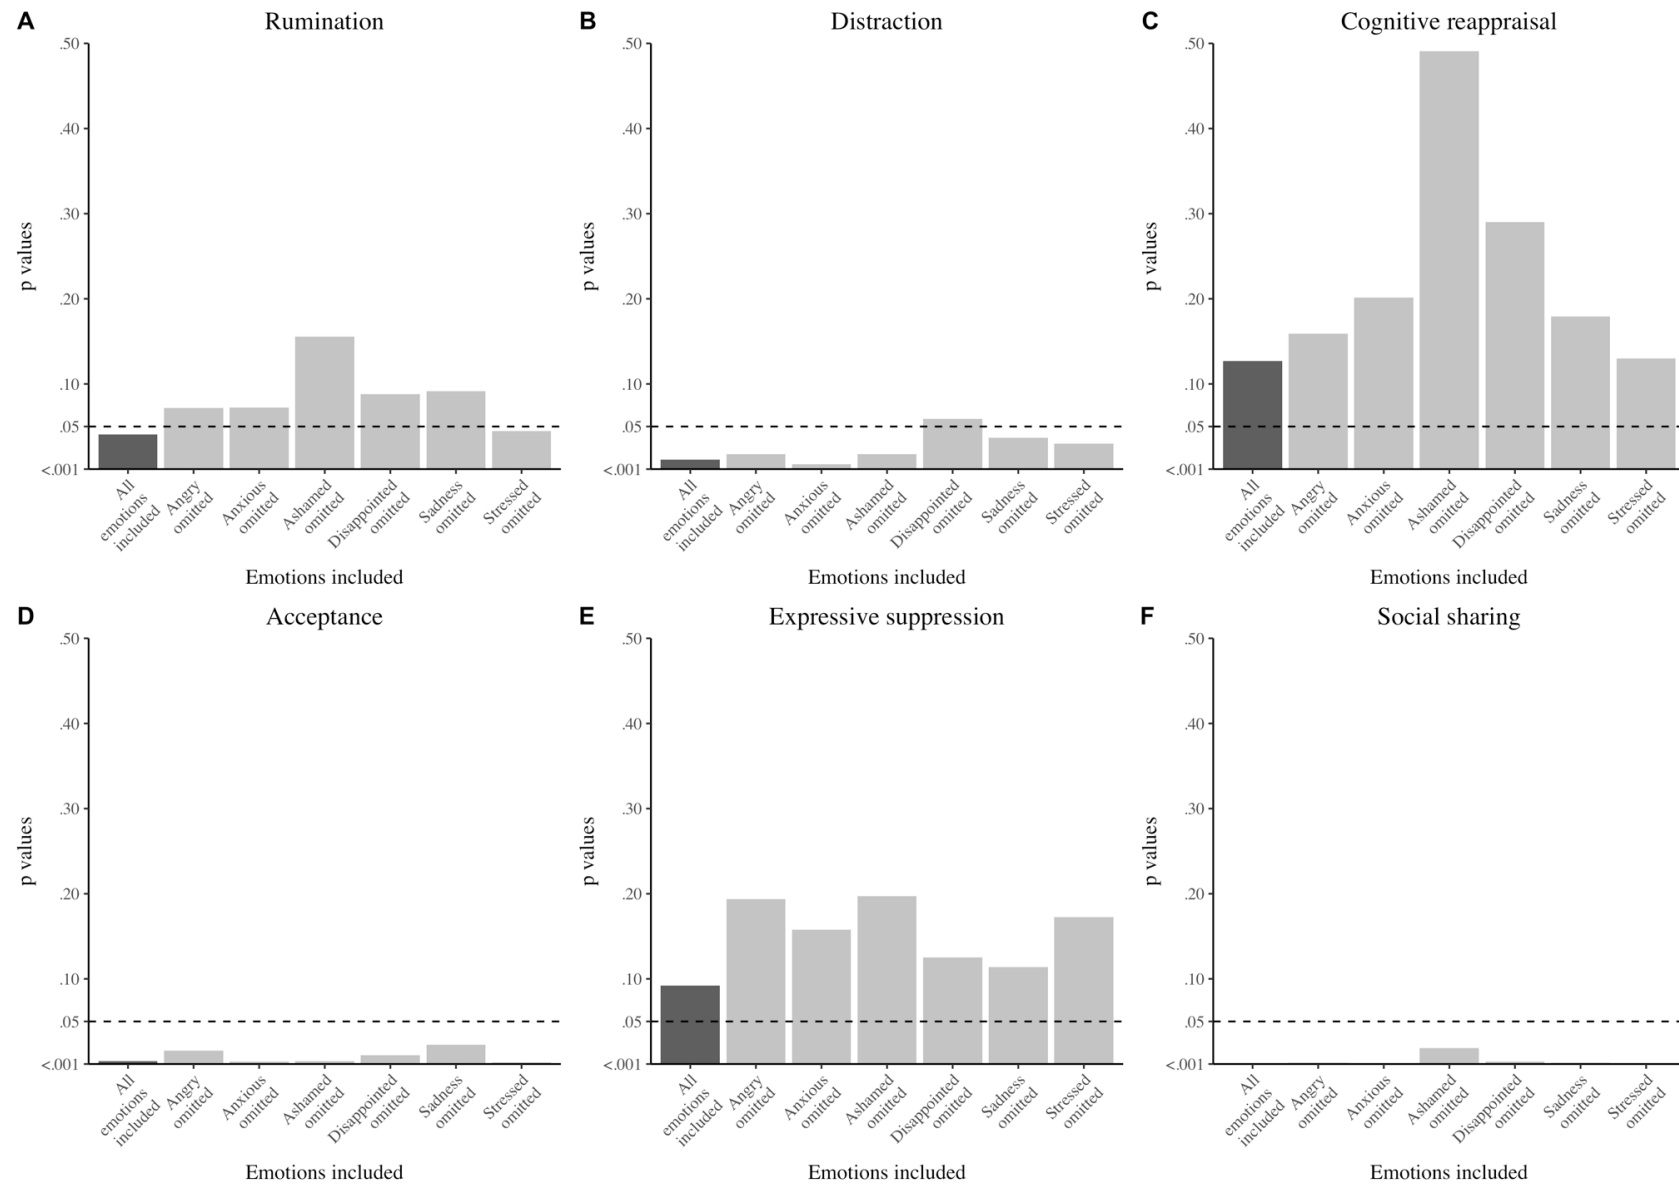 A Rumination
.50
.40
.30
.20
.10
.05
<.001
p values
All
emotions
included
Angry
omitted
Anxious
omitted
Ashamed
omitted
Disappointed
omitted
Sadness
omitted
Stressed
omitted
Emotions included
B Distraction
.50
.40
.30
.20
.10
.05
<.001
p values
All
emotions
included
Angry
omitted
Anxious
omitted
Ashamed
omitted
Disappointed
omitted
Sadness
omitted
Stressed
omitted
Emotions included
C Cognitive reappraisal
.50
.40
.30
.20
.10
.05
<.001
p values
All
emotions
included
Angry
omitted
Anxious
omitted
Ashamed
omitted
Disappointed
omitted
Sadness
omitted
Stressed
omitted
Emotions included
D Acceptance
.50
.40
.30
.20
.10
.05
<.001
p values
All
emotions
included
Angry
omitted
Anxious
omitted
Ashamed
omitted
Disappointed
omitted
Sadness
omitted
Stressed
omitted
Emotions included
E Expressive suppression
.50
.40
.30
.20
.10
.05
<.001
p values
All
emotions
included
Angry
omitted
Anxious
omitted
Ashamed
omitted
Disappointed
omitted
Sadness
omitted
Stressed
omitted
Emotions included
F Social sharing
.50
.40
.30
.20
.10
.05
<.001
p values
All
emotions
included
Angry
omitted
Anxious
omitted
Ashamed
omitted
Disappointed
omitted
Sadness
omitted
Stressed
omitted
Emotions included